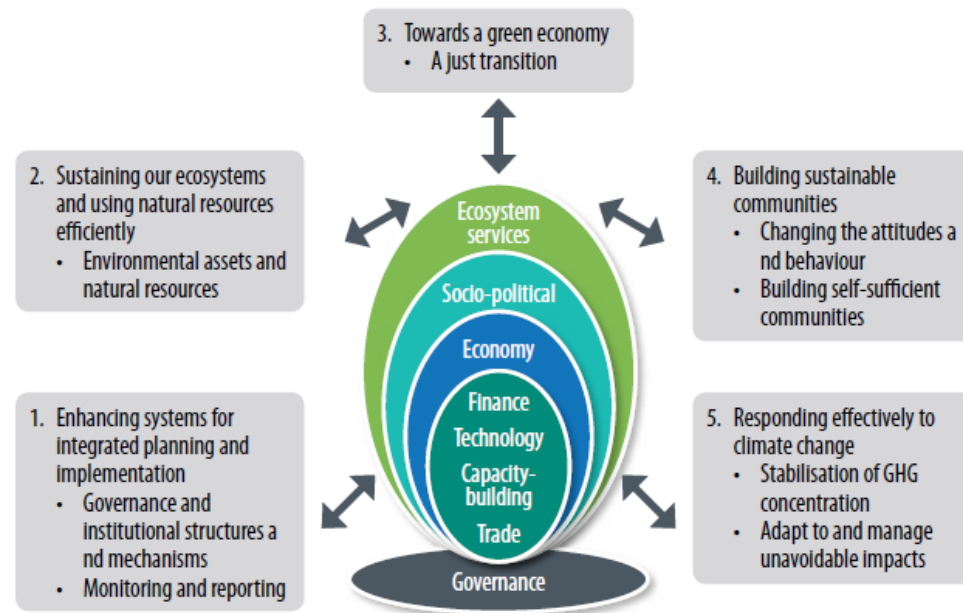 3. Towards a green economy
• A just transition
2. Sustaining our ecosystems
and using natural resources
efficiently
• Environmental assets and
natural resources
4. Building sustainable
communities
• Changing the attitudes a
nd behaviour
• Building self-sufficient
communities
Ecosystem
services
Socio-political
Economy
Finance
Technology
Capacity-
building
Trade
Governance
1. Enhancing systems for
integrated planning and
implementation
• Governance and
institutional structures a
nd mechanisms
• Monitoring and reporting
5. Responding effectively to
climate change
• Stabilisation of GHG
concentration
• Adapt to and manage
unavoidable impacts